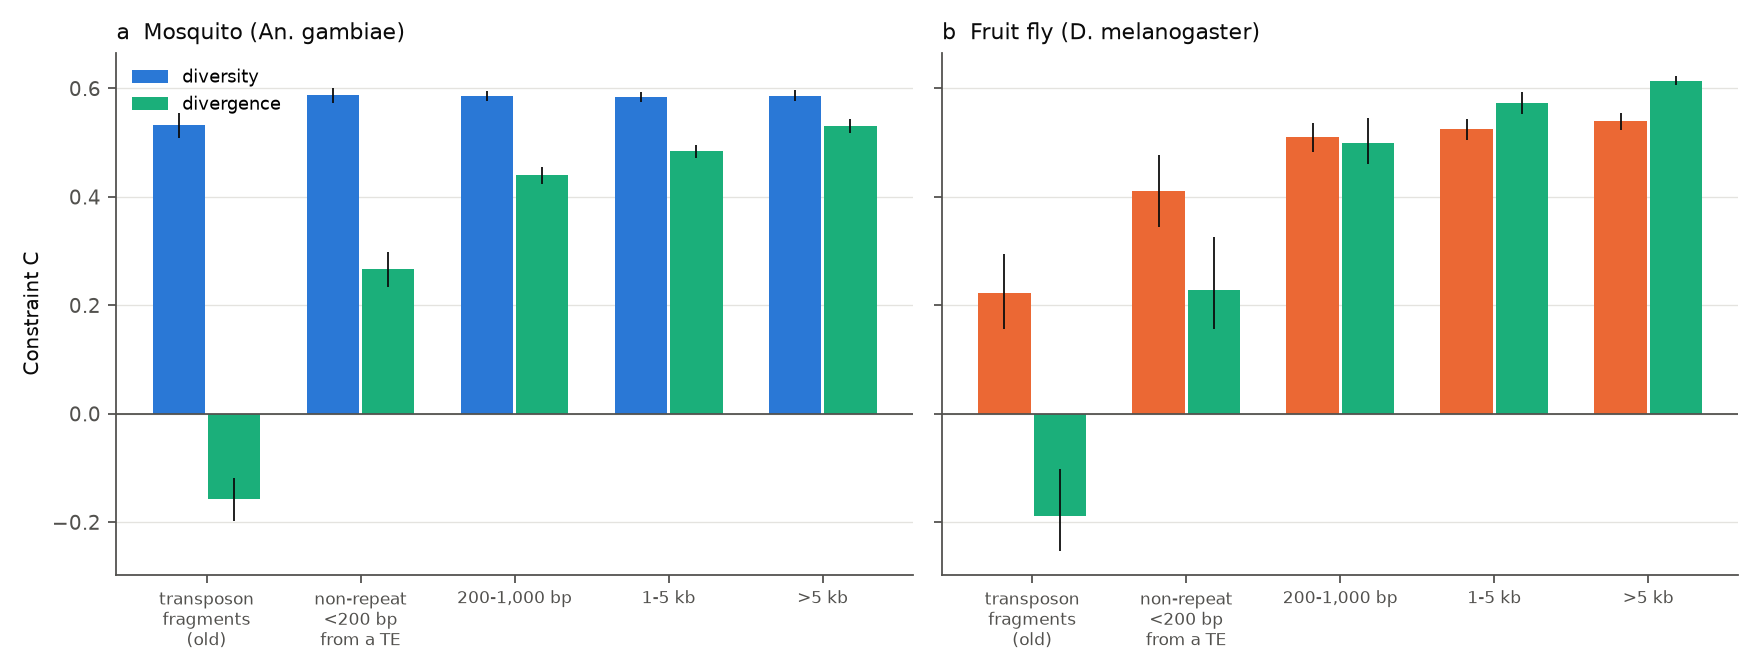 a Mosquito (An. gambiae)
diversity
divergence
Constraint C
0.6
0.4
0.2
0.0
−0.2
transposon
fragments
(old)
non-repeat
<200 bp
from a TE
200-1,000 bp
1-5 kb
>5 kb
b Fruit fly (D. melanogaster)
transposon
fragments
(old)
non-repeat
<200 bp
from a TE
200-1,000 bp
1-5 kb
>5 kb